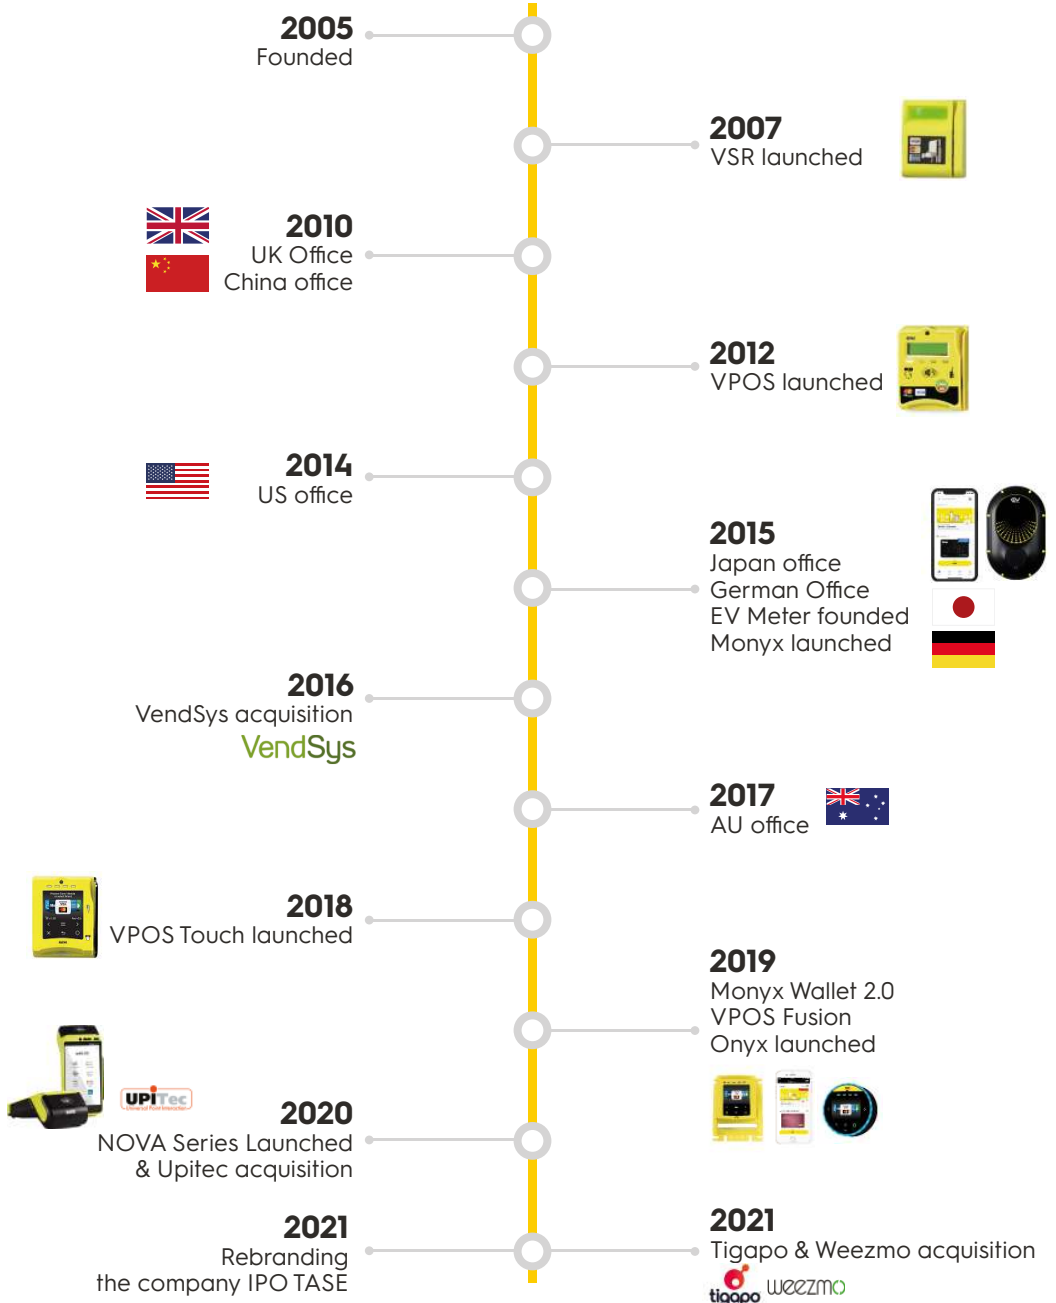 2005
Founded
2007
VSR launched
2010
UK Office
China office
2012
VPOS launched
2014
US office
2015
Japan office
German Office
EV Meter founded
Monyx launched
2016
VendSys acquisition
VendSys
2017
AU office
2018
VPOS Touch launched
2019
Monyx Wallet 2.0
VPOS Fusion
Onyx launched
UPiTec
Universal Point Interaction
2020
NOVA Series Launched
& Upitec acquisition
2021
Rebranding
the company IPO TASE
2021
Tigapo & Weezmo acquisition
tigapo weezmo